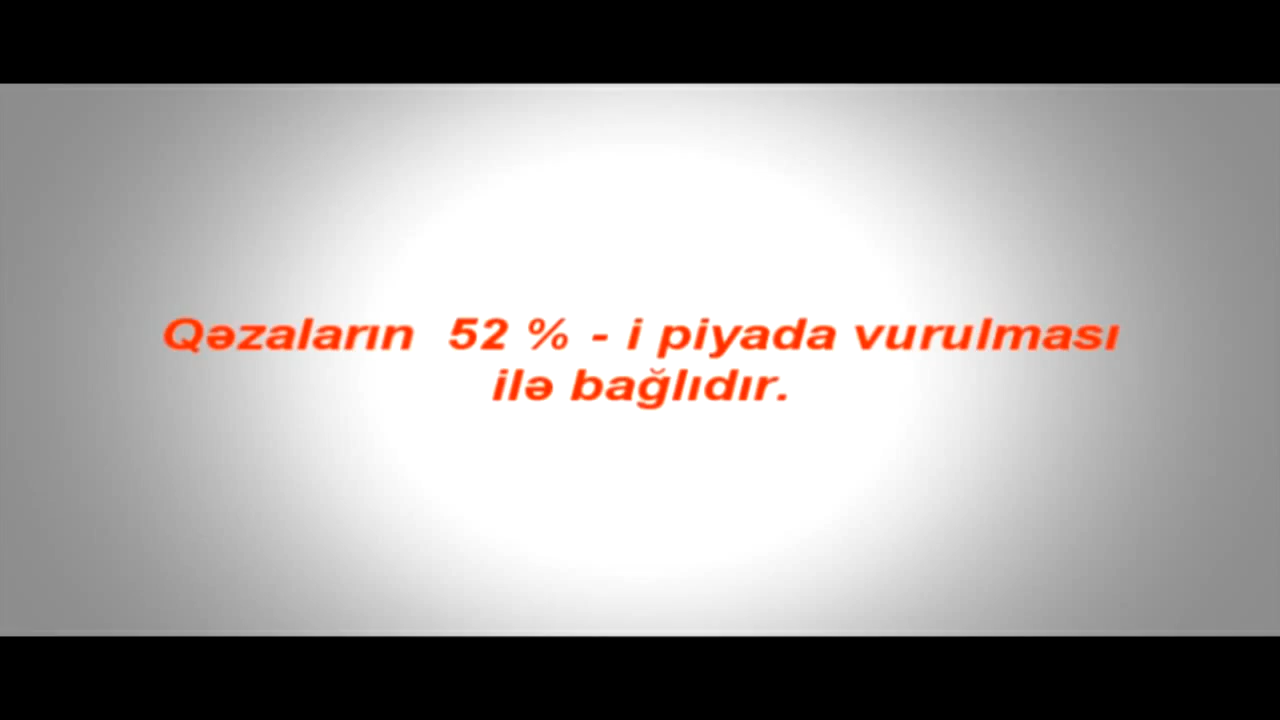 Qəzaların 52 % - i piyada vurulması
ilə bağlıdır.